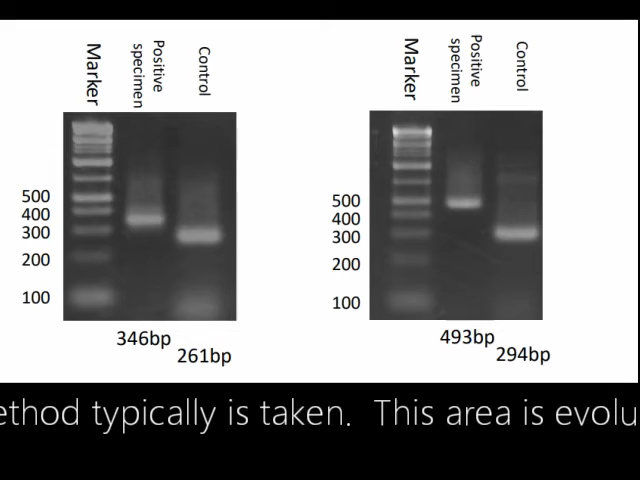 Marker
Positive
specimen
Control
500
400
300
200
100
346bp
261bp
Marker
Positive
specimen
Control
500
400
300
200
100
493bp
294bp
ethod typically is taken. This area is evolu